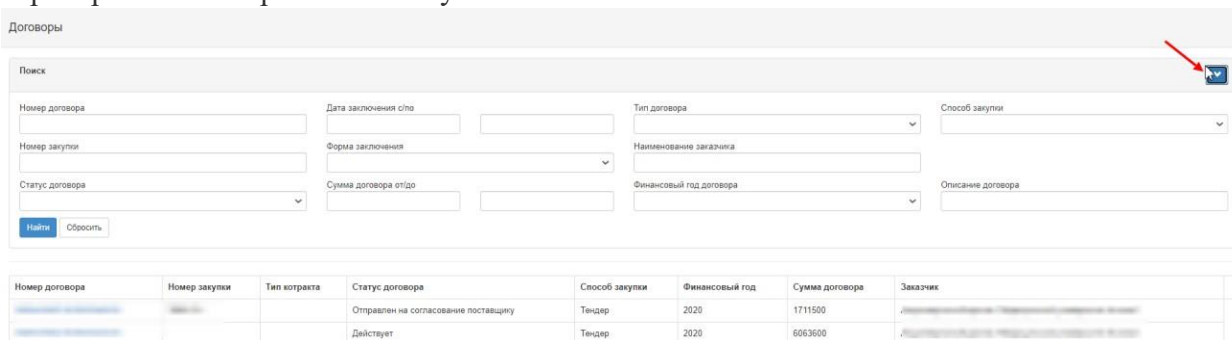 Договоры
Поиск
Номер договора Дата заключения с/по Тип договора Способ закупки
Номер закупки Форма заключения Наименование заказчика
Статус договора Сумма договора от/до Финансовый год договора Описание договора
Найти Сбросить
Номер договора Номер закупки Тип котракта Статус договора Способ закупки Финансовый год Сумма договора Заказчик
Отправлен на согласование поставщику Тендер 2020 1711500
Действует Тендер 2020 6063600